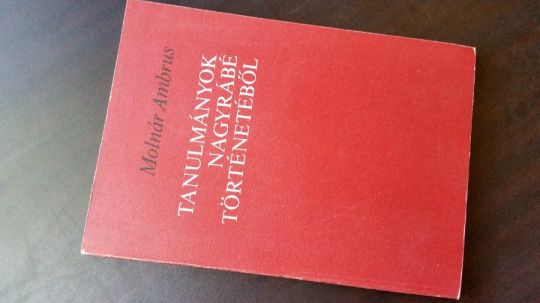 Molnár Ambrus
TANULMÁNYOK
NAGYRÁBÉ
TÖRTÉNETÉBŐL